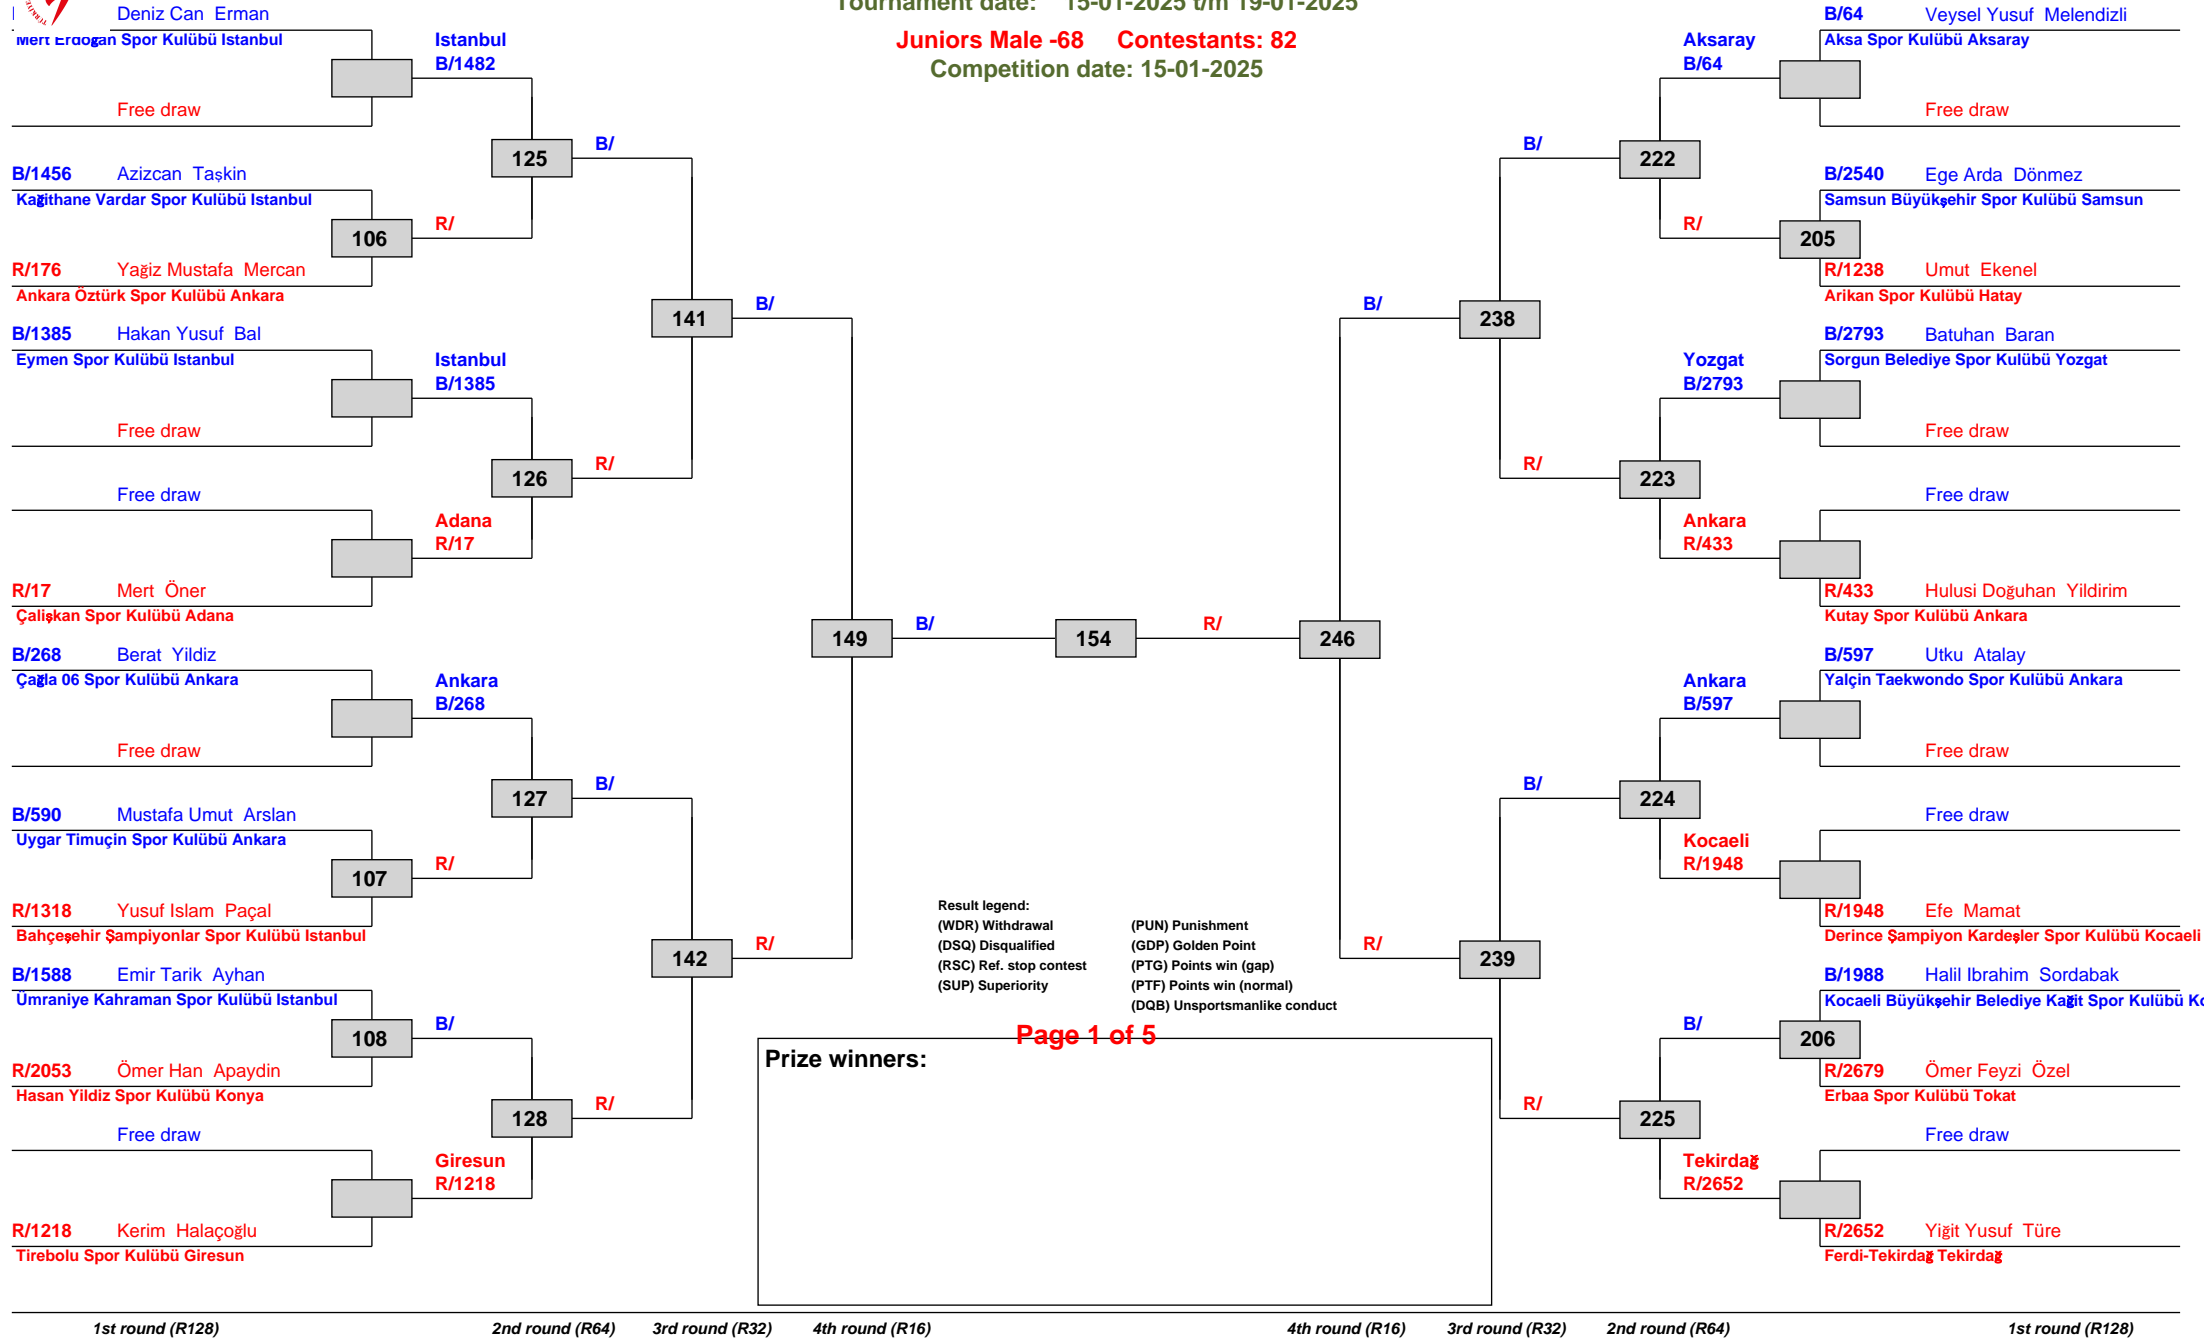 Tournament date: 15-01-2025 t/m 19-01-2025
Juniors Male -68 Contestants: 82
Competition date: 15-01-2025
Deniz Can Erman
Mert Erdoğan Spor Kulübü Istanbul
Istanbul
B/1482
Free draw
125
B/
B/1456 Azizcan Taşkin
Kağithane Vardar Spor Kulübü Istanbul
106
R/
R/176 Yağiz Mustafa Mercan
Ankara Öztürk Spor Kulübü Ankara
141
B/
B/1385 Hakan Yusuf Bal
Eymen Spor Kulübü Istanbul
Istanbul
B/1385
Free draw
126
R/
Free draw
Adana
R/17
R/17 Mert Öner
Çalişkan Spor Kulübü Adana
149
B/
154
B/268 Berat Yildiz
Çağla 06 Spor Kulübü Ankara
Ankara
B/268
Free draw
127
B/
B/590 Mustafa Umut Arslan
Uygar Timuçin Spor Kulübü Ankara
107
R/
R/1318 Yusuf Islam Paçal
Bahçeşehir Şampiyonlar Spor Kulübü Istanbul
142
R/
B/1588 Emir Tarik Ayhan
Ümraniye Kahraman Spor Kulübü Istanbul
108
B/
R/2053 Ömer Han Apaydin
Hasan Yildiz Spor Kulübü Konya
128
R/
Free draw
Giresun
R/1218
R/1218 Kerim Halaçoğlu
Tirebolu Spor Kulübü Giresun
B/64 Veysel Yusuf Melendizli
Aksa Spor Kulübü Aksaray
Aksaray
B/64
Free draw
B/
222
B/2540 Ege Arda Dönmez
Samsun Büyükşehir Spor Kulübü Samsun
R/
205
R/1238 Umut Ekenel
Arikan Spor Kulübü Hatay
B/
238
B/2793 Batuhan Baran
Sorgun Belediye Spor Kulübü Yozgat
Yozgat
B/2793
Free draw
R/
223
Free draw
Ankara
R/433
R/433 Hulusi Doğuhan Yildirim
Kutay Spor Kulübü Ankara
R/
246
B/597 Utku Atalay
Yalçin Taekwondo Spor Kulübü Ankara
Ankara
B/597
Free draw
B/
224
Free draw
Kocaeli
R/1948
R/1948 Efe Mamat
Derince Şampiyon Kardeşler Spor Kulübü Kocaeli
R/
239
B/1988 Halil Ibrahim Sordabak
Kocaeli Büyükşehir Belediye Kağit Spor Kulübü
B/
206
R/2679 Ömer Feyzi Özel
Erbaa Spor Kulübü Tokat
R/
225
Free draw
Tekirdağ
R/2652
R/2652 Yiğit Yusuf Türe
Ferdi-Tekirdağ Tekirdağ
Result legend:
(WDR) Withdrawal (PUN) Punishment
(DSQ) Disqualified (GDP) Golden Point
(RSC) Ref. stop contest (PTG) Points win (gap)
(SUP) Superiority (PTF) Points win (normal)
(DQB) Unsportsmanlike conduct
Page 1 of 5
Prize winners:
1st round (R128) 2nd round (R64) 3rd round (R32) 4th round (R16) 4th round (R16) 3rd round (R32) 2nd round (R64) 1st round (R128)